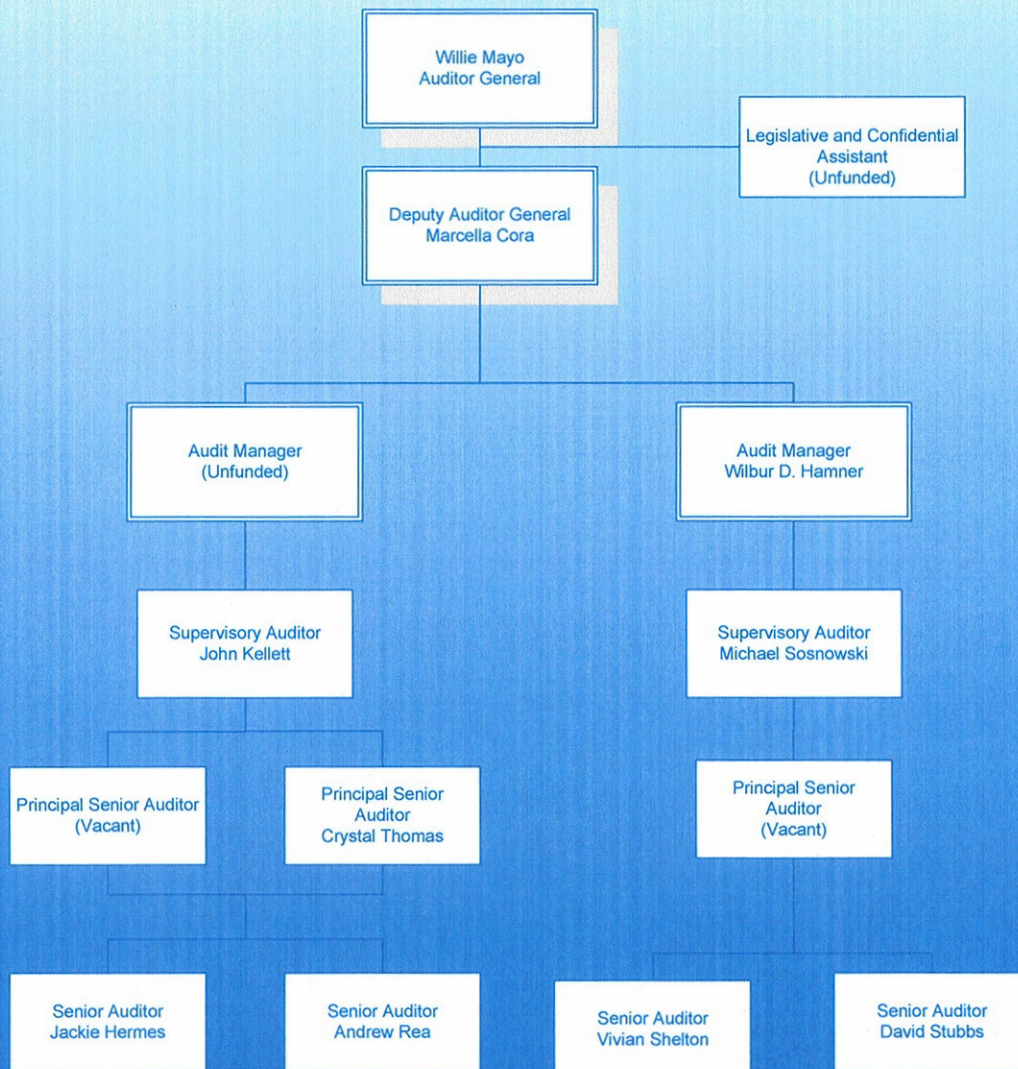 Willie Mayo
Auditor General
Legislative and Confidential
Assistant
(Unfunded)
Deputy Auditor General
Marcella Cora
Audit Manager
(Unfunded)
Audit Manager
Wilbur D. Hamner
Supervisory Auditor
John Kellett
Supervisory Auditor
Michael Sosnowski
Principal Senior Auditor
(Vacant)
Principal Senior
Auditor
Crystal Thomas
Principal Senior
Auditor
(Vacant)
Senior Auditor
Jackie Hermes
Senior Auditor
Andrew Rea
Senior Auditor
Vivian Shelton
Senior Auditor
David Stubbs